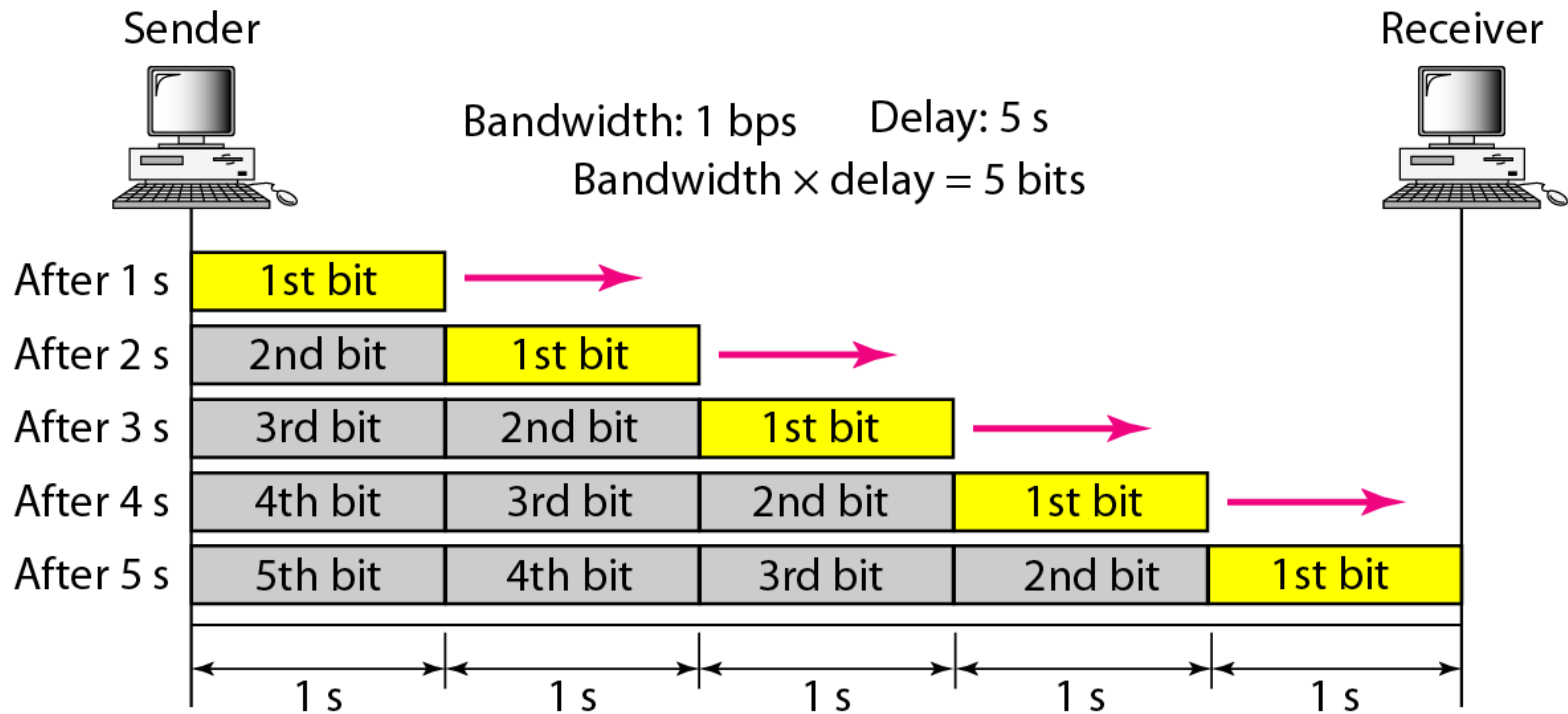 Sender
Receiver
Bandwidth: 1 bps Delay: 5 s
Bandwidth × delay = 5 bits
After 1 s 1st bit
After 2 s 2nd bit 1st bit
After 3 s 3rd bit 2nd bit 1st bit
After 4 s 4th bit 3rd bit 2nd bit 1st bit
After 5 s 5th bit 4th bit 3rd bit 2nd bit 1st bit
1 s 1 s 1 s 1 s 1 s